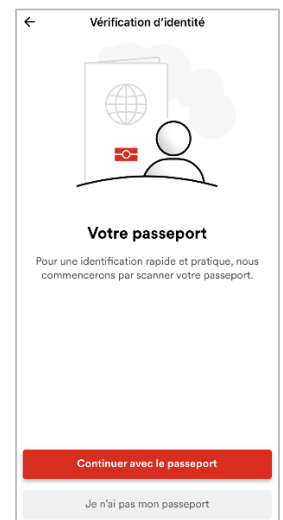 Vérification d'identité
Votre passeport
Pour une identification rapide et pratique, nous
commencerons par scanner votre passeport.
Continuer avec le passeport
Je n'ai pas mon passeport